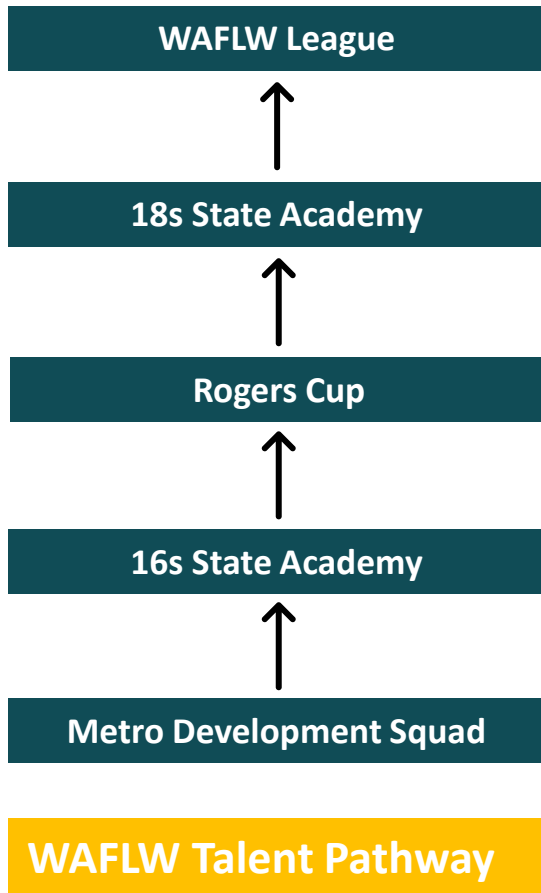 WAFLW League
18s State Academy
Rogers Cup
16s State Academy
Metro Development Squad
WAFLW Talent Pathway